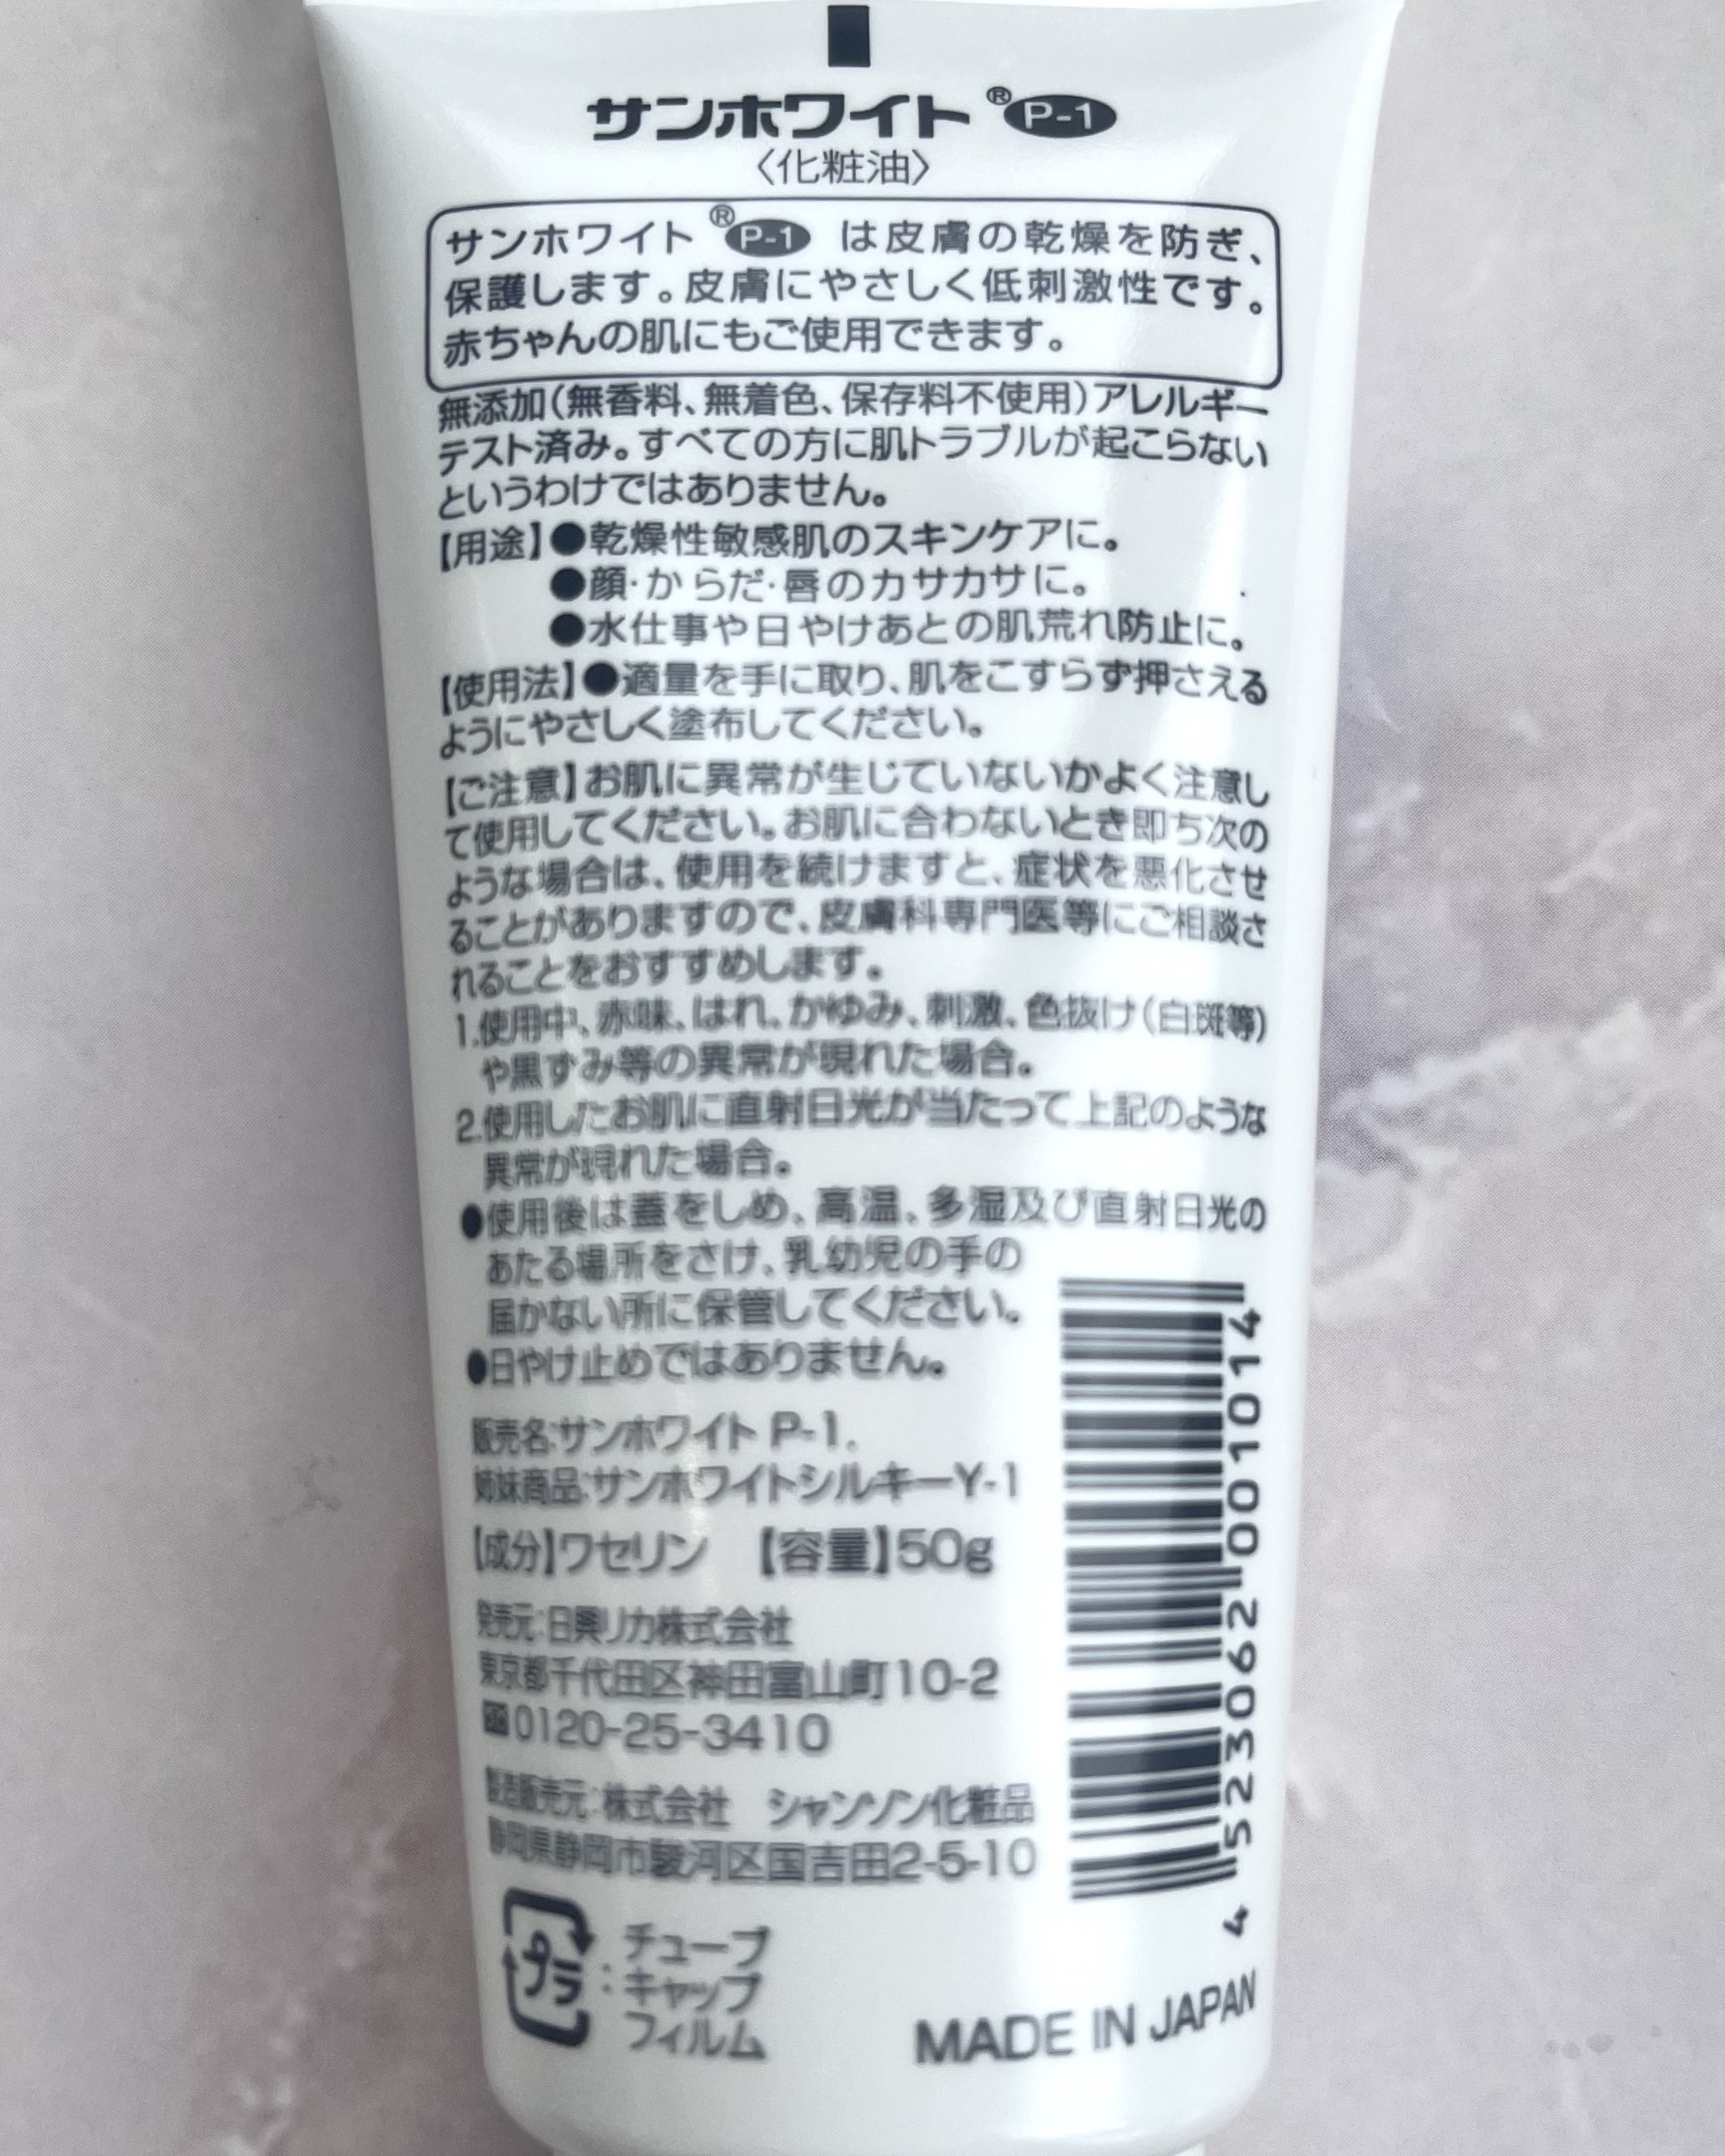 サンホワイト® P-1
〈化粧油〉
サンホワイト® P-1 は皮膚の乾燥を防ぎ、
保護します。皮膚にやさしく低刺激性です。
赤ちゃんの肌にもご使用できます。
無添加(無香料、無着色、保存料不使用)アレルギー
テスト済み。すべての方に肌トラブルが起こらない
というわけではありません。
【用途】●乾燥性敏感肌のスキンケアに。
●顔·からだ·唇のカサカサに。
●水仕事や日やけあとの肌荒れ防止に。
【使用法】●適量を手に取り、肌をこすらず押さえる
ようにやさしく塗布してください。
【ご注意】お肌に異常が生じていないかよく注意し
て使用してください。お肌に合わないとき即ち次の
ような場合は、使用を続けますと、症状を悪化させ
ることがありますので、皮膚科専門医等にご相談さ
れることをおすすめします。
1.使用中、赤味、はれ、かゆみ、刺激、色抜け(白斑等)
や黒ずみ等の異常が現れた場合。
2.使用したお肌に直射日光が当たって上記のような
異常が現れた場合。
●使用後は蓋をしめ、高温、多湿及び直射日光の
あたる場所をさけ、乳幼児の手の
届かない所に保管してください。
●日やけ止めではありません。
販売名:サンホワイト P-1.
姉妹商品:サンホワイトシルキーY-1
【成分】ワセリン 【容量】50g
発売元:日興リカ株式会社
東京都千代田区神田富山町10-2
0120-25-3410
製造販売元:株式会社 シャンソン化粧品
静岡県静岡市駿河区国吉田2-5-10
プラ
:チューブ
:キャップ
フィルム
4 523062 001014
MADE IN JAPAN